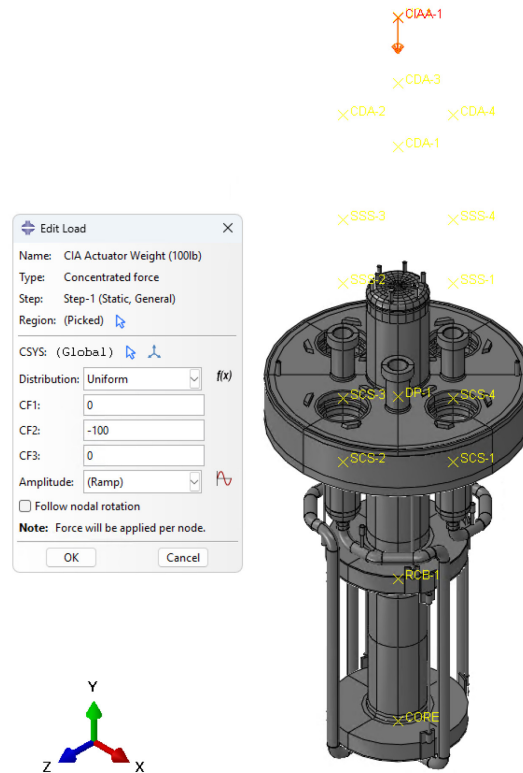 CIAA-1
CDA-3
CDA-2
CDA-4
CDA-1
SSS-3
SSS-4
SSS-2
SSS-1
Edit Load
Name: CIA Actuator Weight (100lb)
Type: Concentrated force
Step: Step-1 (Static, General)
Region: (Picked)
CSYS: (Global)
Distribution: Uniform f(x)
CF1: 0
CF2: -100
CF3: 0
Amplitude: (Ramp)
Follow nodal rotation
Note: Force will be applied per node.
OK Cancel
SCS-3
DP-1
SCS-4
SCS-2
SCS-1
RCB-1
CORE
Y
Z
X